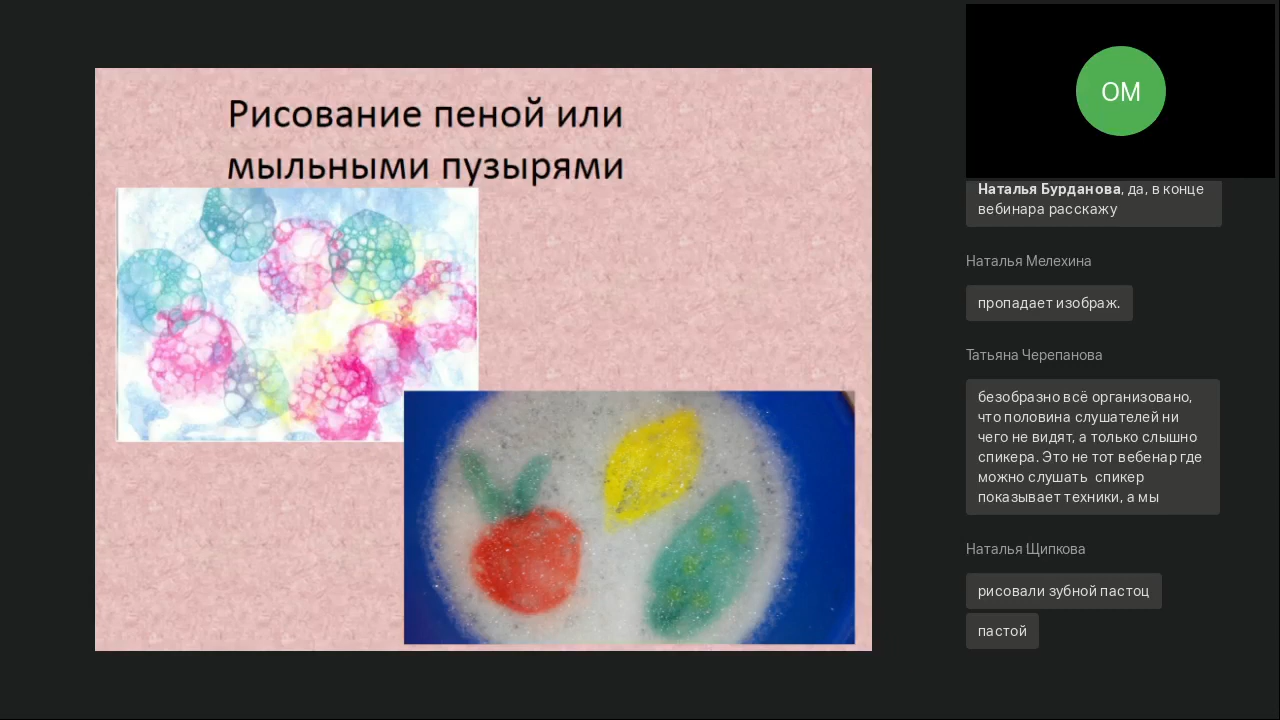 Рисование пеной или
мыльными пузырями
ОМ
Наталья Бурданова, да, в конце
вебинара расскажу
Наталья Мелехина
пропадает изображ.
Татьяна Черепанова
безобразно всё организовано,
что половина слушателей ни
чего не видят, а только слышно
спикера. Это не тот вебенар где
можно слушать спикер
показывает техники, а мы
Наталья Щипкова
рисовали зубной пастоц
пастой